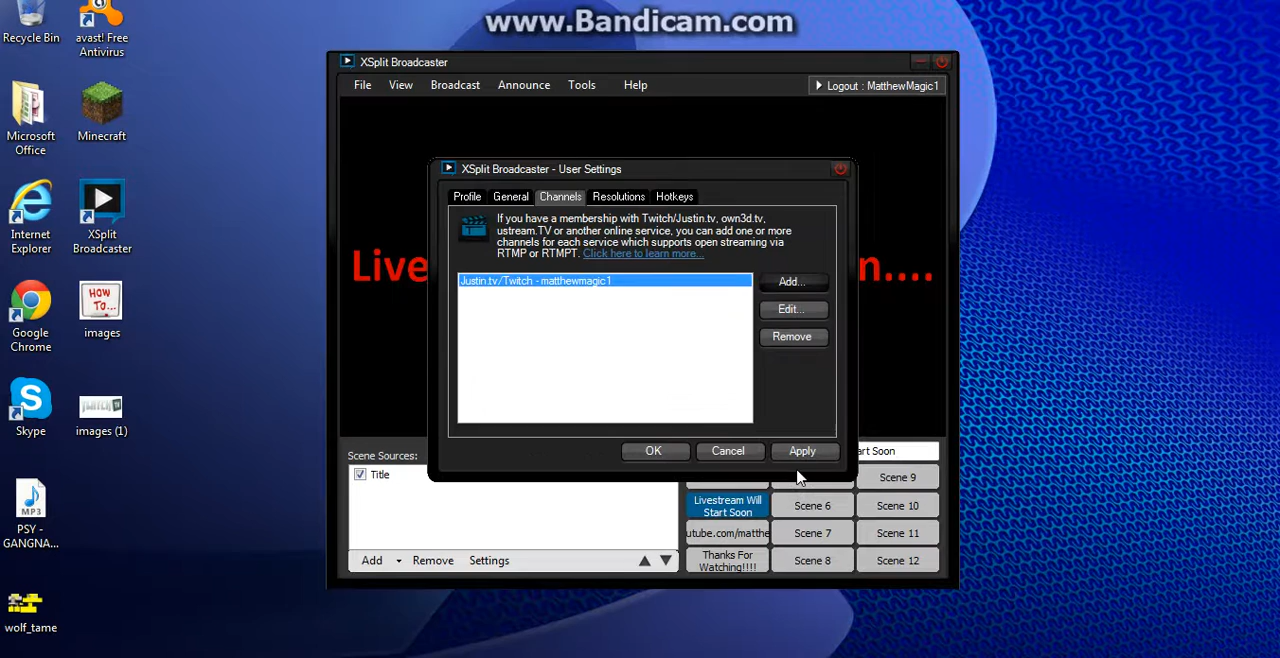 www.Bandicam.com
Recycle Bin
avast! Free
Antivirus
Microsoft
Office
Minecraft
Internet
Explorer
XSplit
Broadcaster
Google
Chrome
HOW
TO...
images
Skype
images (1)
MP3
PSY -
GANGNA...
wolf_tame
XSplit Broadcaster
File
View
Broadcast
Announce
Tools
Help
Logout : MatthewMagic1
Live
n....
XSplit Broadcaster - User Settings
Profile
General
Channels
Resolutions
Hotkeys
If you have a membership with Twitch/Justin.tv, own3d.tv,
ustream.TV or another online service, you can add one or more
channels for each service which supports open streaming via
RTMP or RTMPT. Click here to learn more...
Justin.tv/Twitch - matthewmagic1
Add...
Edit...
Remove
OK
Cancel
Apply
Scene Sources:
Title
Add
Remove
Settings
art Soon
Scene 9
Livestream Will
Start Soon
Scene 6
Scene 10
utube.com/matthe
Scene 7
Scene 11
Thanks For
Watching!!!!
Scene 8
Scene 12